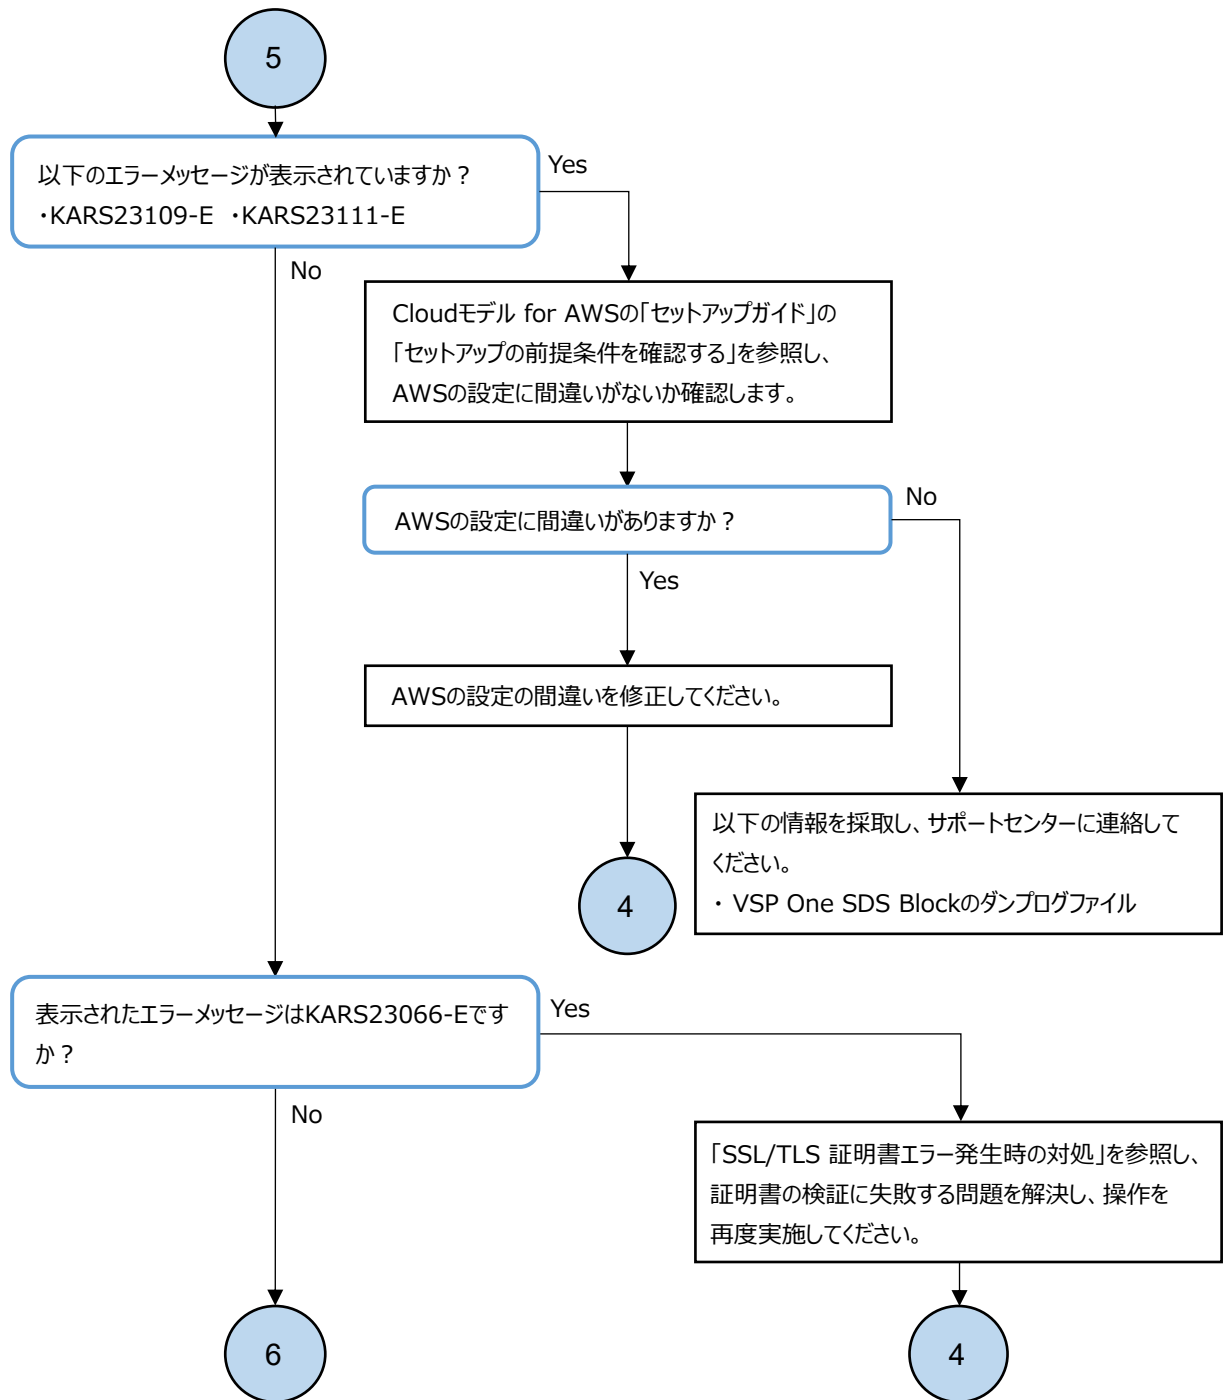 5
以下のエラーメッセージが表示されていますか？
・KARS23109-E ・KARS23111-E
Yes
No
Cloudモデル for AWSの「セットアップガイド」の
「セットアップの前提条件を確認する」を参照し、
AWSの設定に間違いがないか確認します。
AWSの設定に間違いがありますか？
No
Yes
AWSの設定の間違いを修正してください。
以下の情報を採取し、サポートセンターに連絡して
ください。
・ VSP One SDS Blockのダンプログファイル
4
表示されたエラーメッセージはKARS23066-Eです
か？
Yes
No
「SSL/TLS 証明書エラー発生時の対処」を参照し、
証明書の検証に失敗する問題を解決し、操作を
再度実施してください。
6
4